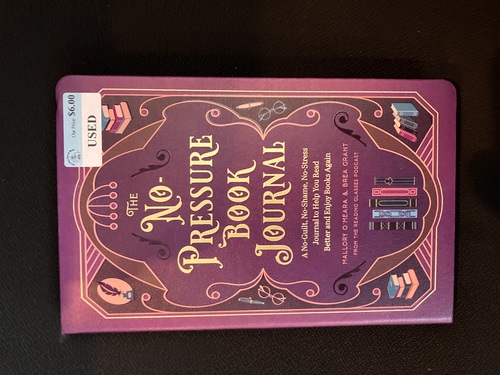 Our Price $6.00
USED
THE
NO-
PRESSURE
BOOK
JOURNAL
A No-Guilt, No-Shame, No-Stress
Journal to Help You Read
Better and Enjoy Books Again
MALLORY O'MEARA & BREA GRANT
FROM THE READING GLASSES PODCAST